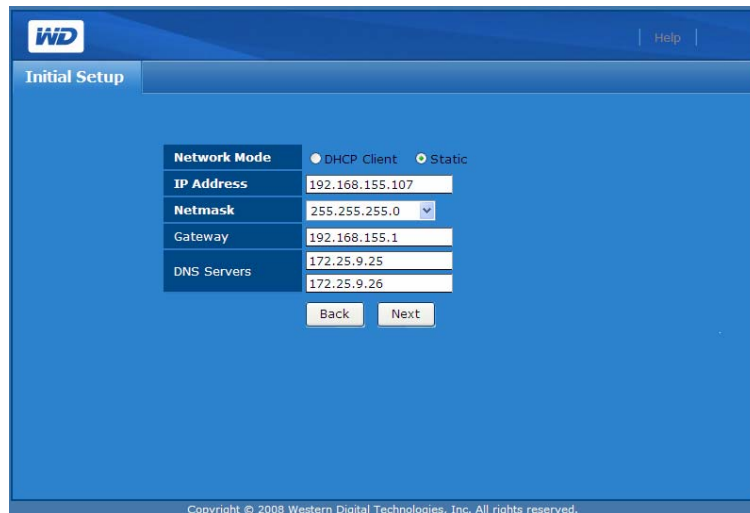 WD
Help
Initial Setup
Network Mode DHCP Client Static
IP Address 192.168.155.107
Netmask 255.255.255.0
Gateway 192.168.155.1
DNS Servers 172.25.9.25
172.25.9.26
Back Next
Copyright © 2008 Western Digital Technologies, Inc. All rights reserved.